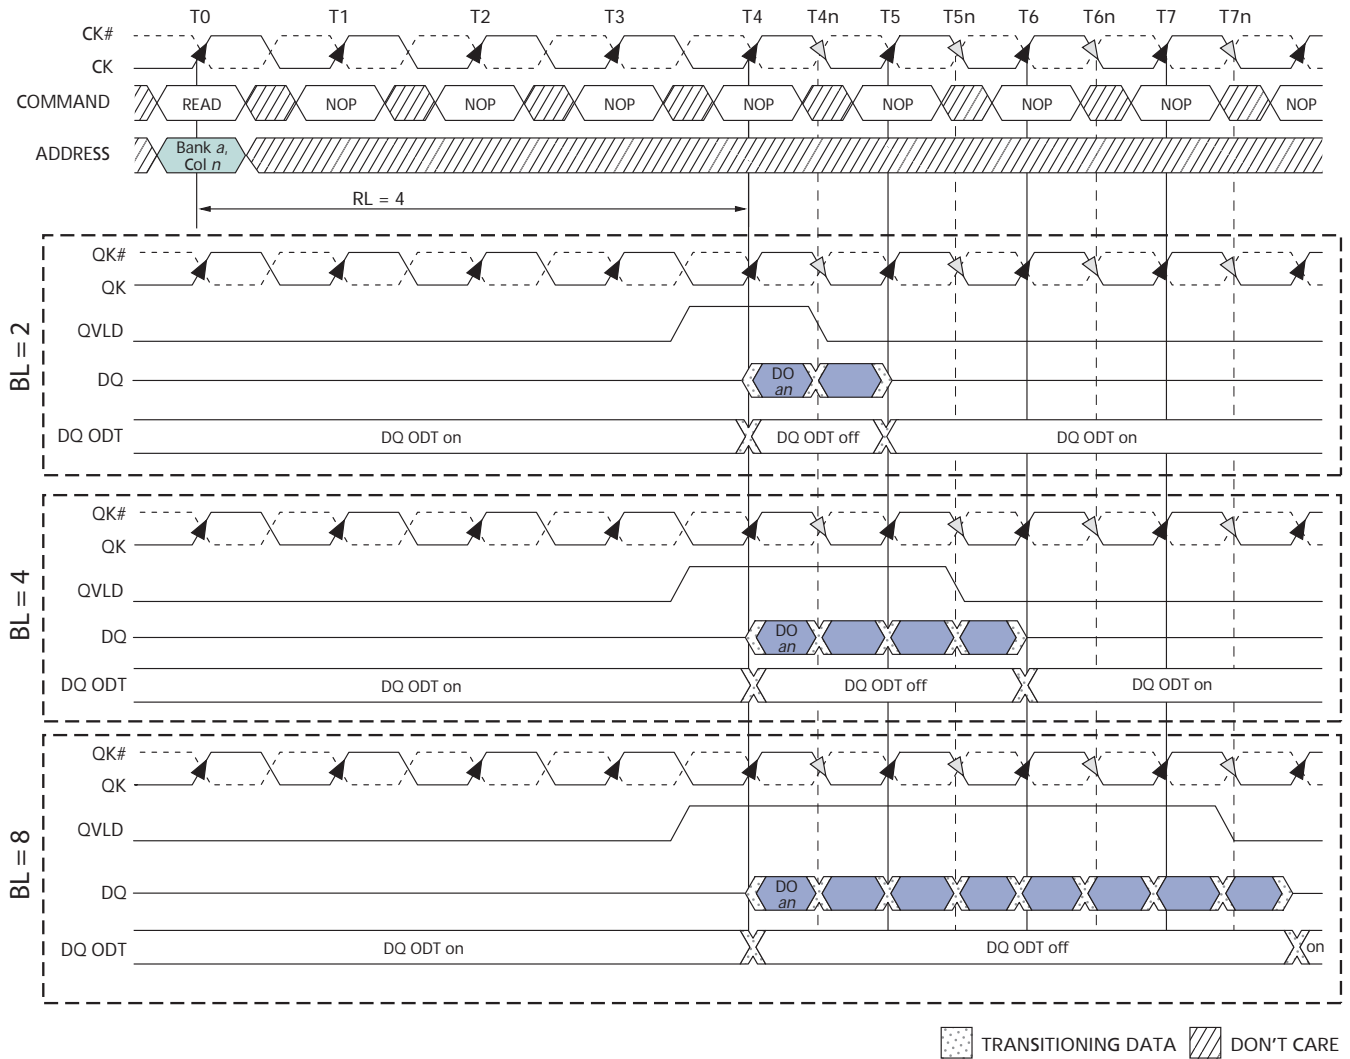 T0 T1 T2 T3 T4 T4n T5 T5n T6 T6n T7 T7n
CK#
CK
COMMAND READ NOP NOP NOP NOP NOP NOP NOP NOP
ADDRESS Bank a,
Col n
RL = 4
BL = 2
QK#
QK
QVLD
DQ DO
an
DQ ODT DQ ODT on DQ ODT off DQ ODT on
BL = 4
QK#
QK
QVLD
DQ DO
an
DQ ODT DQ ODT on DQ ODT off DQ ODT on
BL = 8
QK#
QK
QVLD
DQ DO
an
DQ ODT DQ ODT on DQ ODT off on
TRANSITIONING DATA DON'T CARE